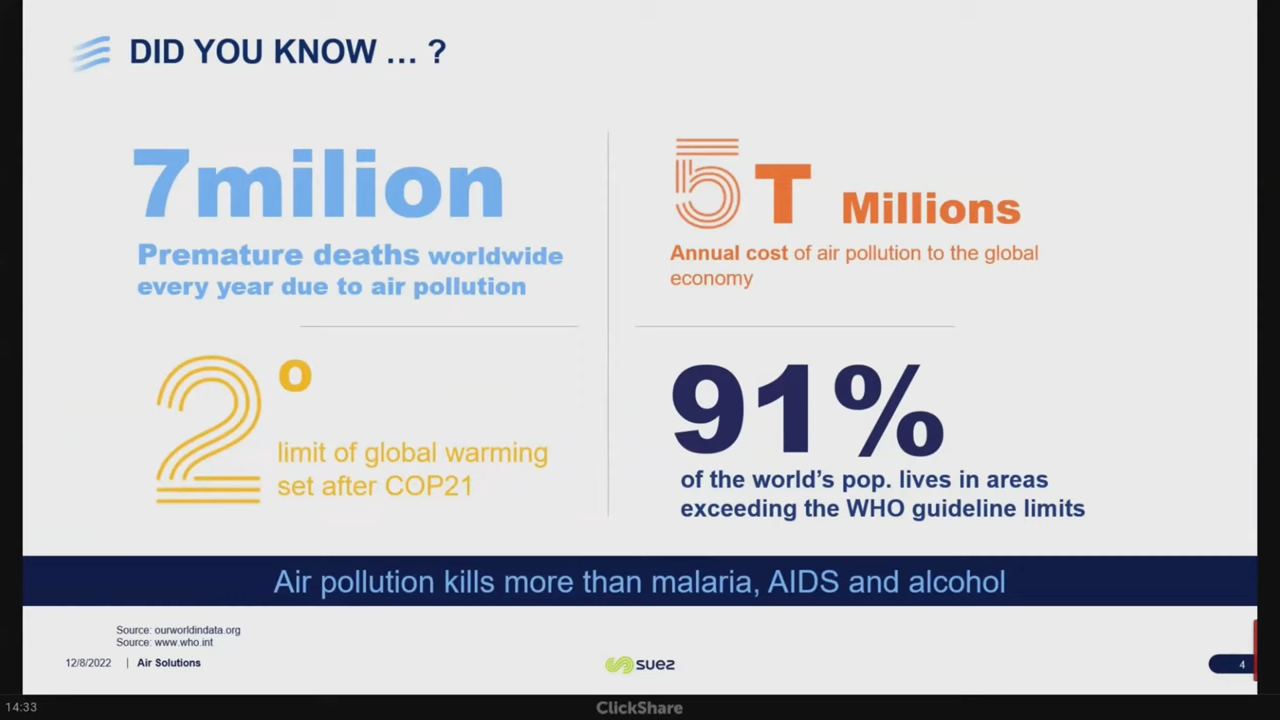 DID YOU KNOW ... ?
7milion
Premature deaths worldwide
every year due to air pollution
5T Millions
Annual cost of air pollution to the global
economy
2°
limit of global warming
set after COP21
91%
of the world's pop. lives in areas
exceeding the WHO guideline limits
Air pollution kills more than malaria, AIDS and alcohol
Source: ourworldindata.org
Source: www.who.int
12/8/2022 | Air Solutions
suez
4
14:33
ClickShare